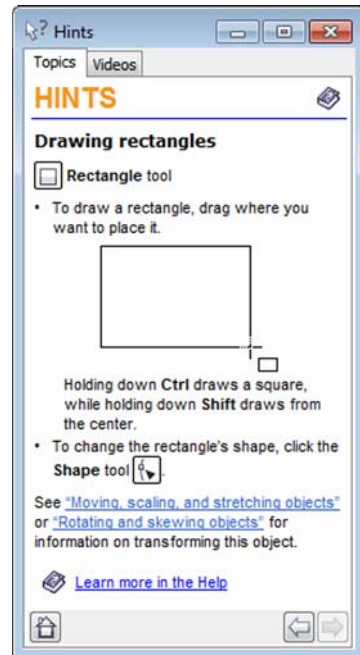 Hints
Topics Videos
HINTS
Drawing rectangles
Rectangle tool
• To draw a rectangle, drag where you
want to place it.
Holding down Ctrl draws a square,
while holding down Shift draws from
the center.
• To change the rectangle's shape, click the
Shape tool .
See "Moving, scaling, and stretching objects"
or "Rotating and skewing objects" for
information on transforming this object.
Learn more in the Help